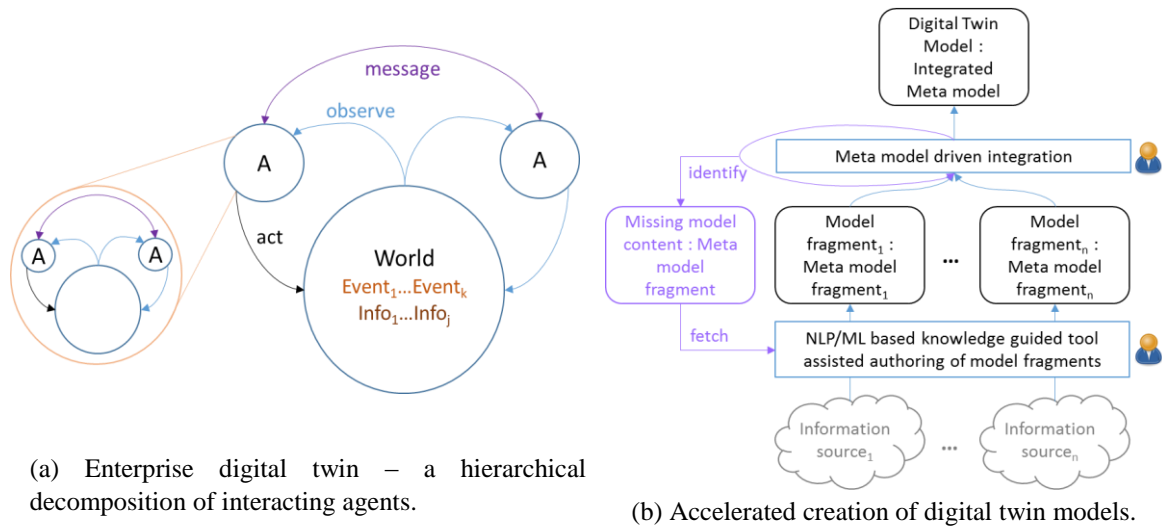 message
observe
A
A
act
A
A
World
Event₁...Eventₖ
Info₁...Infoⱼ
(a) Enterprise digital twin – a hierarchical
decomposition of interacting agents.
Digital Twin
Model :
Integrated
Meta model
Meta model driven integration
identify
Missing model
content : Meta
model
fragment
Model
fragment₁ :
Meta model
fragment₁
...
Model
fragmentₙ :
Meta model
fragmentₙ
fetch
NLP/ML based knowledge guided tool
assisted authoring of model fragments
Information
source₁
...
Information
sourceₙ
(b) Accelerated creation of digital twin models.